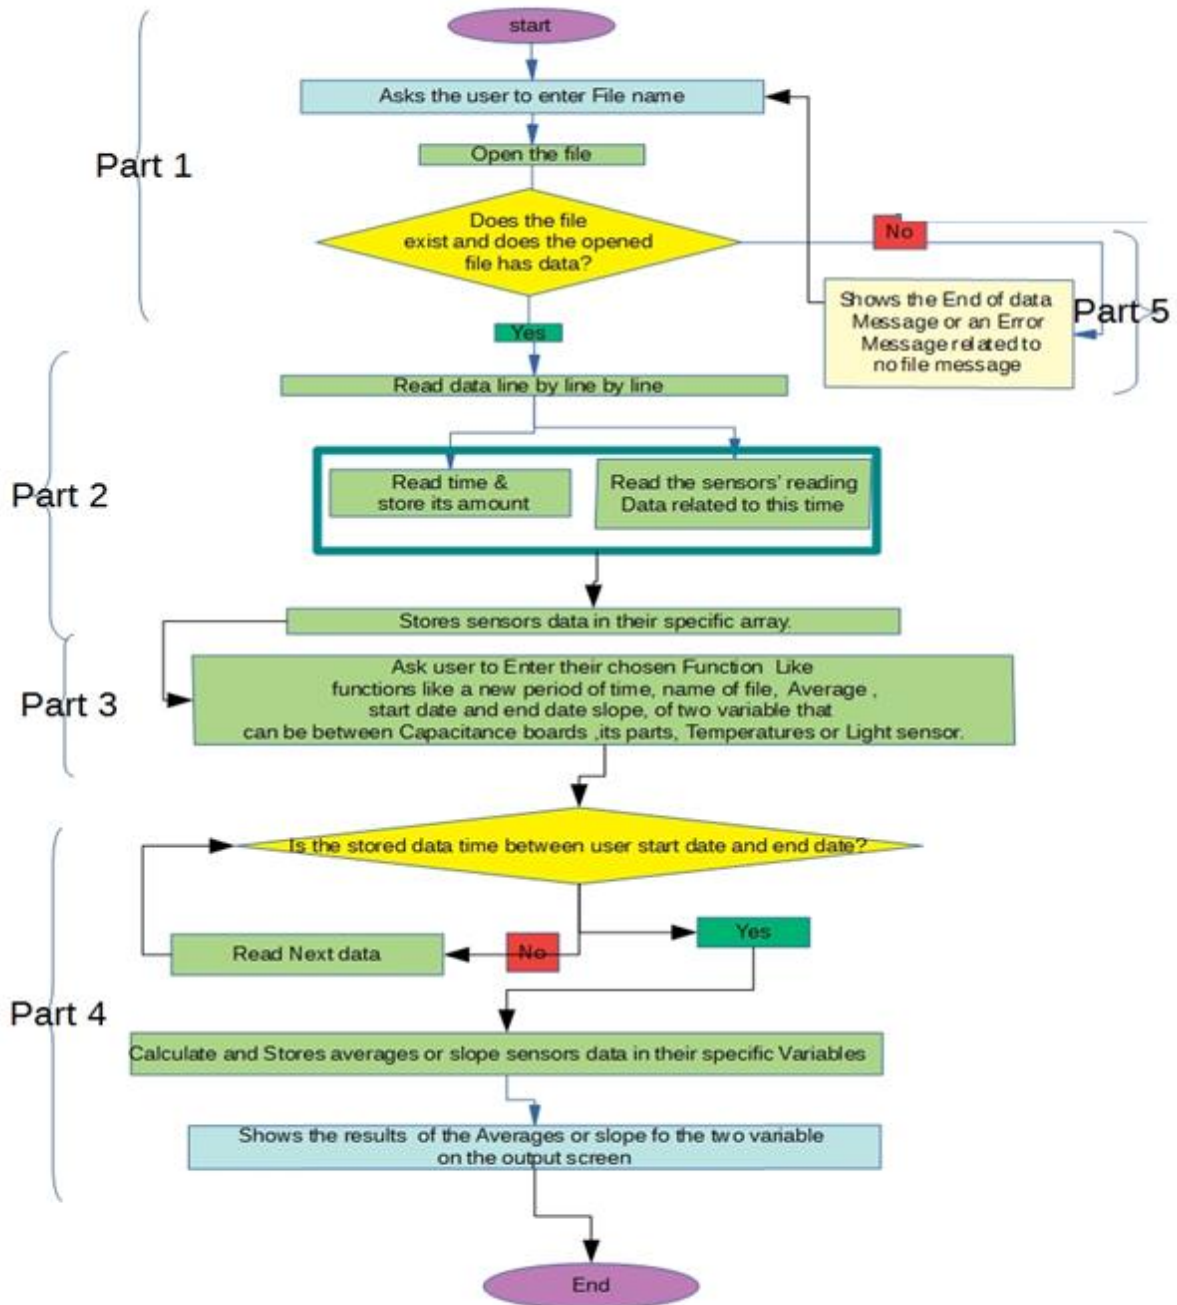 start
Asks the user to enter File name
Open the file
Part 1
Does the file
exist and does the opened
file has data?
No
Shows the End of data
Message or an Error
Message related to
no file message
Part 5
Yes
Read data line by line by line
Part 2
Read time &
store its amount
Read the sensors' reading
Data related to this time
Stores sensors data in their specific array.
Part 3
Ask user to Enter their chosen Function Like
functions like a new period of time, name of file, Average ,
start date and end date slope, of two variable that
can be between Capacitance boards ,its parts, Temperatures or Light sensor.
Is the stored data time between user start date and end date?
Yes
No
Read Next data
Part 4
Calculate and Stores averages or slope sensors data in their specific Variables
Shows the results of the Averages or slope fo the two variable
on the output screen
End